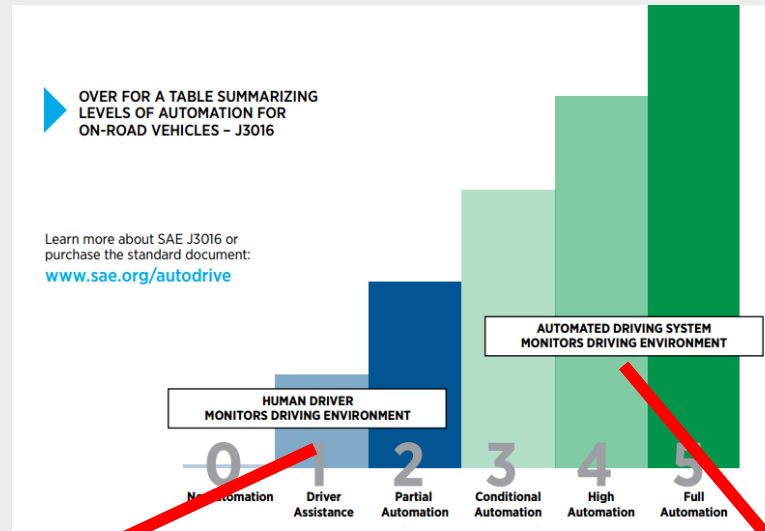 OVER FOR A TABLE SUMMARIZING
LEVELS OF AUTOMATION FOR
ON-ROAD VEHICLES – J3016
Learn more about SAE J3016 or
purchase the standard document:
www.sae.org/autodrive
AUTOMATED DRIVING SYSTEM
MONITORS DRIVING ENVIRONMENT
HUMAN DRIVER
MONITORS DRIVING ENVIRONMENT
0 1 2 3 4 5
No Automation
Driver
Assistance
Partial
Automation
Conditional
Automation
High
Automation
Full
Automation